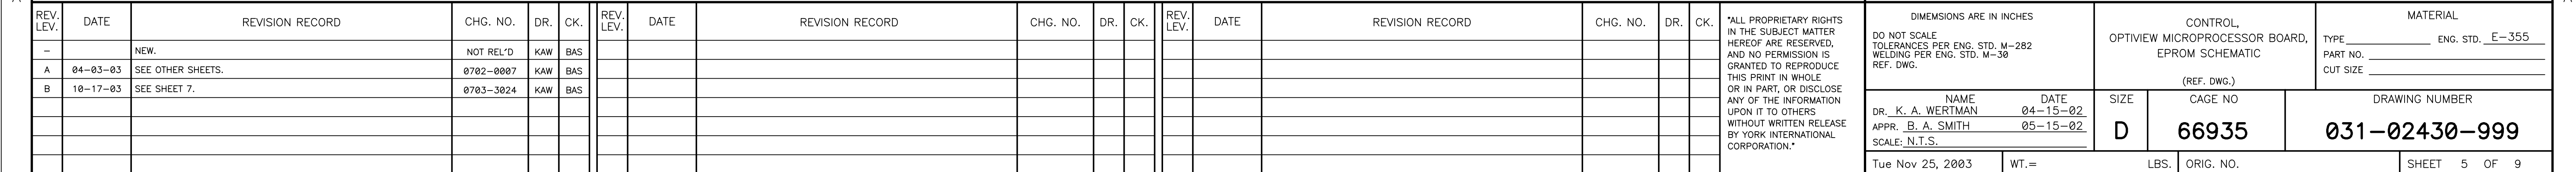 REV. LEV. DATE REVISION RECORD CHG. NO. DR. CK. REV. LEV. DATE REVISION RECORD CHG. NO. DR. CK. REV. LEV. DATE REVISION RECORD CHG. NO. DR. CK.
— NEW. NOT REL'D KAW BAS
A 04-03-03 SEE OTHER SHEETS. 0702-0007 KAW BAS
B 10-17-03 SEE SHEET 7. 0703-3024 KAW BAS
"ALL PROPRIETARY RIGHTS
IN THE SUBJECT MATTER
HEREOF ARE RESERVED,
AND NO PERMISSION IS
GRANTED TO REPRODUCE
THIS PRINT IN WHOLE
OR IN PART, OR DISCLOSE
ANY OF THE INFORMATION
UPON IT TO OTHERS
WITHOUT WRITTEN RELEASE
BY YORK INTERNATIONAL
CORPORATION."
DIMEMSIONS ARE IN INCHES
DO NOT SCALE
TOLERANCES PER ENG. STD. M-282
WELDING PER ENG. STD. M-30
REF. DWG.
CONTROL,
OPTIVIEW MICROPROCESSOR BOARD,
EPROM SCHEMATIC
(REF. DWG.)
MATERIAL
TYPE ENG. STD. E-355
PART NO.
CUT SIZE
NAME DATE
DR. K. A. WERTMAN 04-15-02
APPR. B. A. SMITH 05-15-02
SCALE: N.T.S.
SIZE CAGE NO DRAWING NUMBER
D 66935 031-02430-999
Tue Nov 25, 2003 WT.= LBS. ORIG. NO. SHEET 5 OF 9